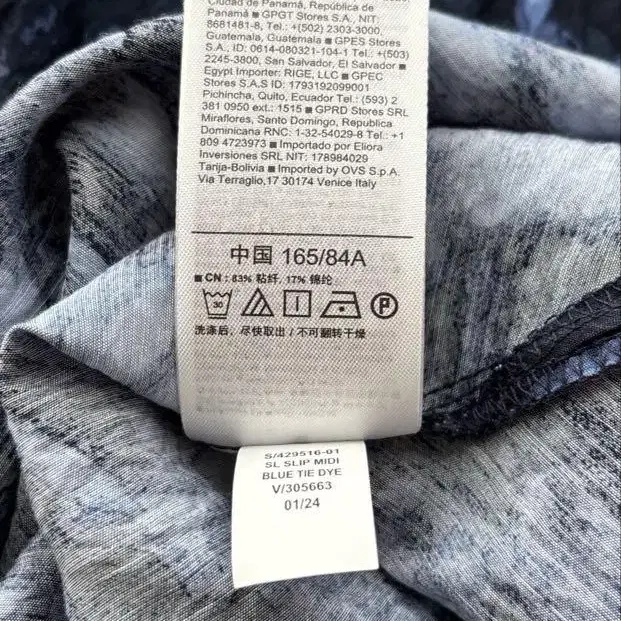 Ciudad de Panamá, República de
Panamá ■ GPGT Stores S.A., NIT:
8681481-8, Tel.: +(502) 2303-3000,
Guatemala, Guatemala ■ GPES Stores
S.A., ID: 0614-080321-104-1 Tel.: +(503)
2245-3800, San Salvador, El Salvador ■
Egypt Importer: RIGE, LLC ■ GPEC
Stores S.A.S ID: 1793192099001
Pichincha, Quito, Ecuador Tel.: (593) 2
381 0950 ext.: 1515 ■ GPRD Stores SRL
Miraflores, Santo Domingo, Republica
Dominicana RNC: 1-32-54029-8 Tel.: +1
809 4723973 ■ Importado por Eliora
Inversiones SRL NIT: 178984029
Tarija-Bolivia ■ Imported by OVS S.p.A.
Via Terraglio,17 30174 Venice Italy
中国 165/84A
■ CN : 83% 粘纤, 17% 锦纶
30 P
洗涤后, 尽快取出 / 不可翻转干燥
S/429516-01
SL SLIP MIDI
BLUE TIE DYE
V/305663
01/24